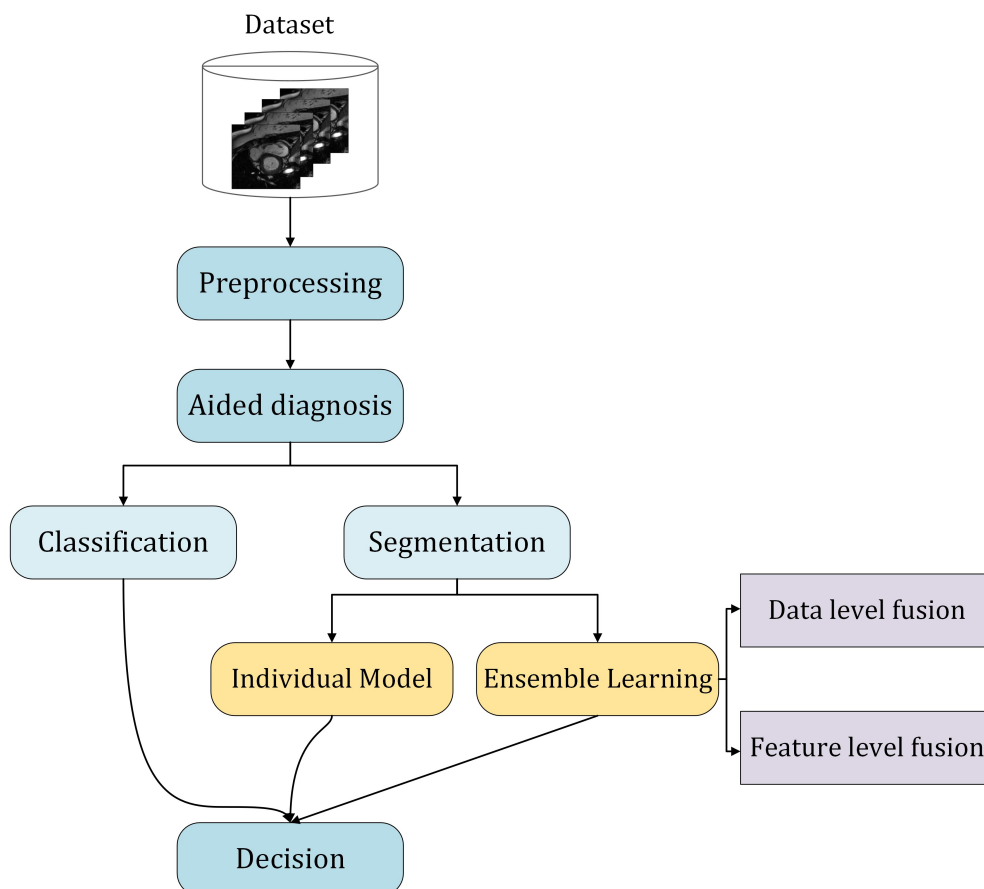 Dataset
Preprocessing
Aided diagnosis
Classification
Segmentation
Individual Model
Ensemble Learning
Data level fusion
Feature level fusion
Decision